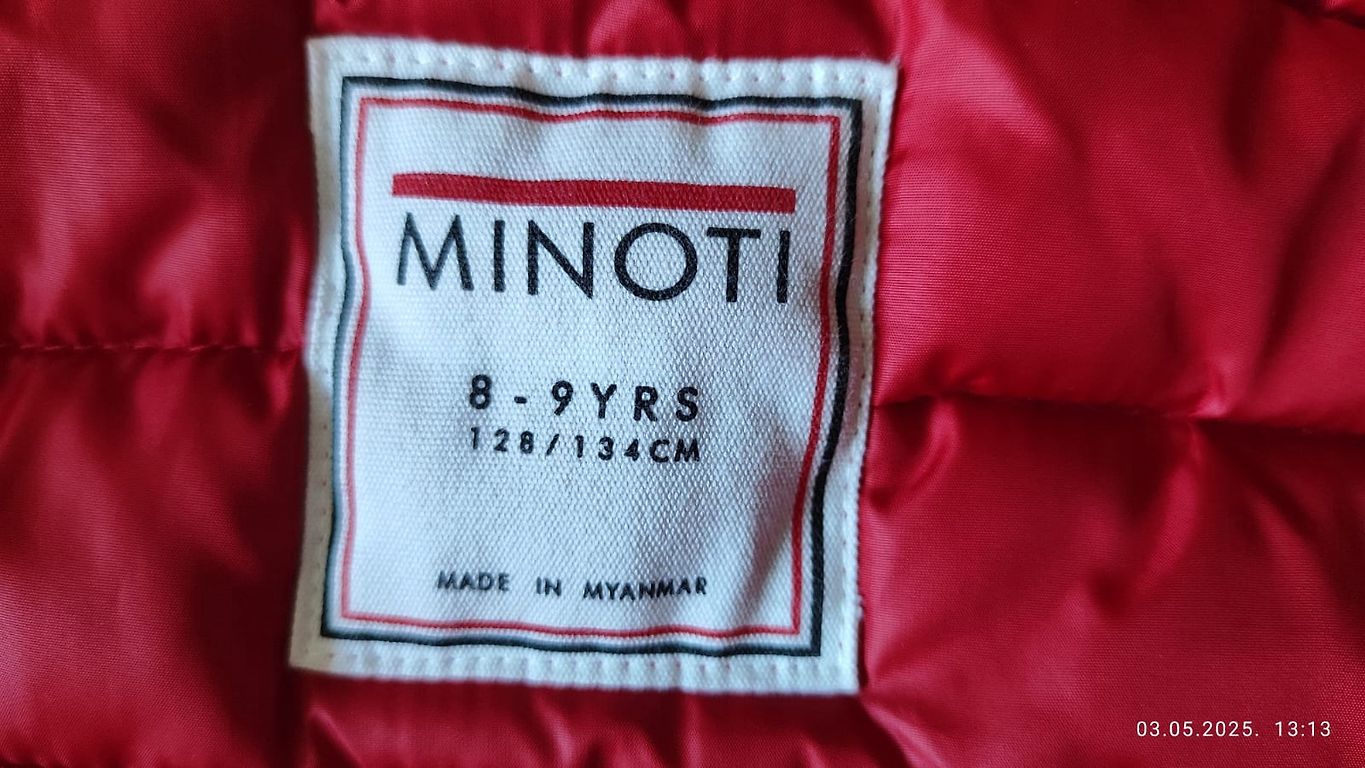 MINOTI
8 - 9YRS
128/134CM
MADE IN MYANMAR
03.05.2025. 13:13